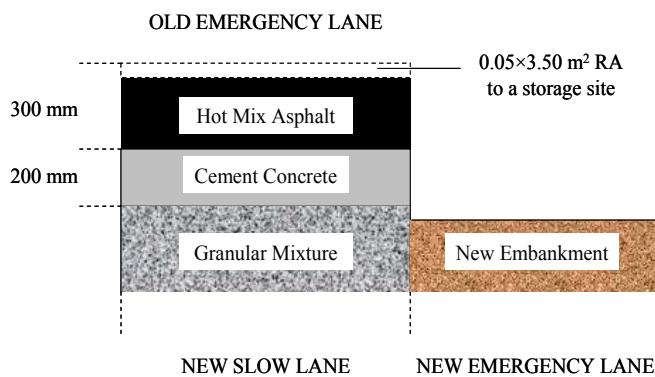 OLD EMERGENCY LANE
0.05×3.50 m² RA
to a storage site
300 mm
Hot Mix Asphalt
200 mm
Cement Concrete
Granular Mixture
New Embankment
NEW SLOW LANE
NEW EMERGENCY LANE